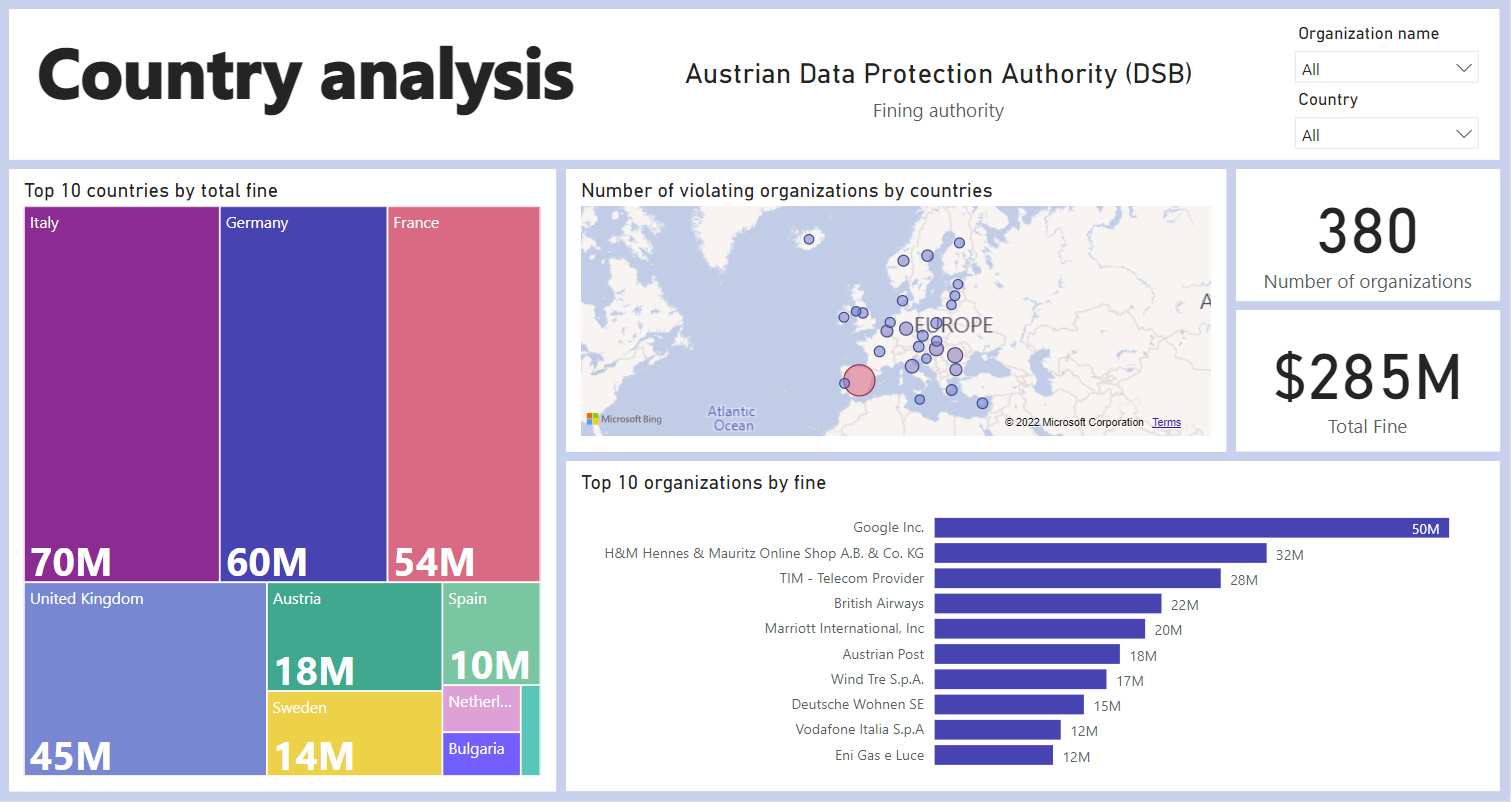 Country analysis
Austrian Data Protection Authority (DSB)
Fining authority
Organization name
All
Country
All
Top 10 countries by total fine
Italy
70M
Germany
60M
France
54M
United Kingdom
45M
Austria
18M
Spain
10M
Sweden
14M
Netherl...
Bulgaria
Number of violating organizations by countries
EUROPE
A
Atlantic
Ocean
Microsoft Bing
© 2022 Microsoft Corporation Terms
380
Number of organizations
$285M
Total Fine
Top 10 organizations by fine
Google Inc. 50M
H&M Hennes & Mauritz Online Shop A.B. & Co. KG 32M
TIM - Telecom Provider 28M
British Airways 22M
Marriott International, Inc 20M
Austrian Post 18M
Wind Tre S.p.A. 17M
Deutsche Wohnen SE 15M
Vodafone Italia S.p.A 12M
Eni Gas e Luce 12M